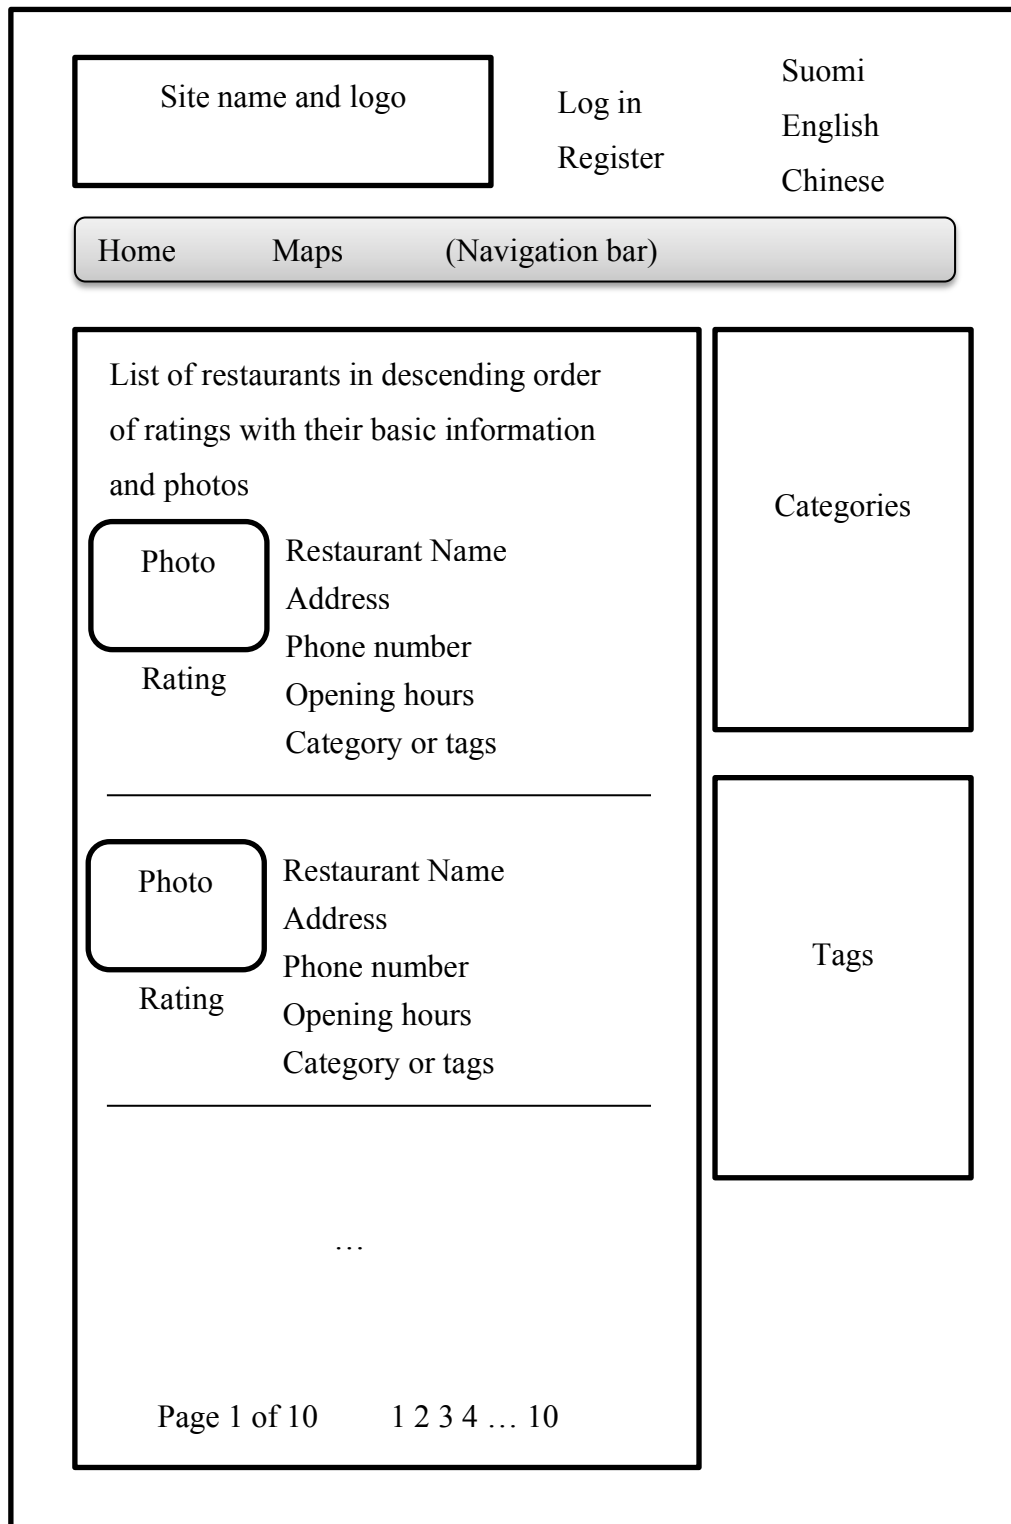 Site name and logo
Log in
Register
Suomi
English
Chinese
Home Maps (Navigation bar)
List of restaurants in descending order
of ratings with their basic information
and photos
Photo
Rating
Restaurant Name
Address
Phone number
Opening hours
Category or tags
Photo
Rating
Restaurant Name
Address
Phone number
Opening hours
Category or tags
…
Page 1 of 10 1 2 3 4 … 10
Categories
Tags